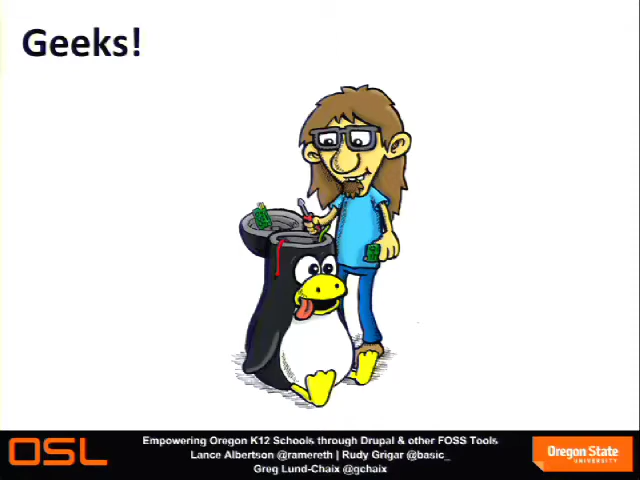 Geeks!
OSL
Empowering Oregon K12 Schools through Drupal & other FOSS Tools
Lance Albertson @ramereth | Rudy Grigar @basic_
Greg Lund-Chaix @gchaix
Oregon State
UNIVERSITY